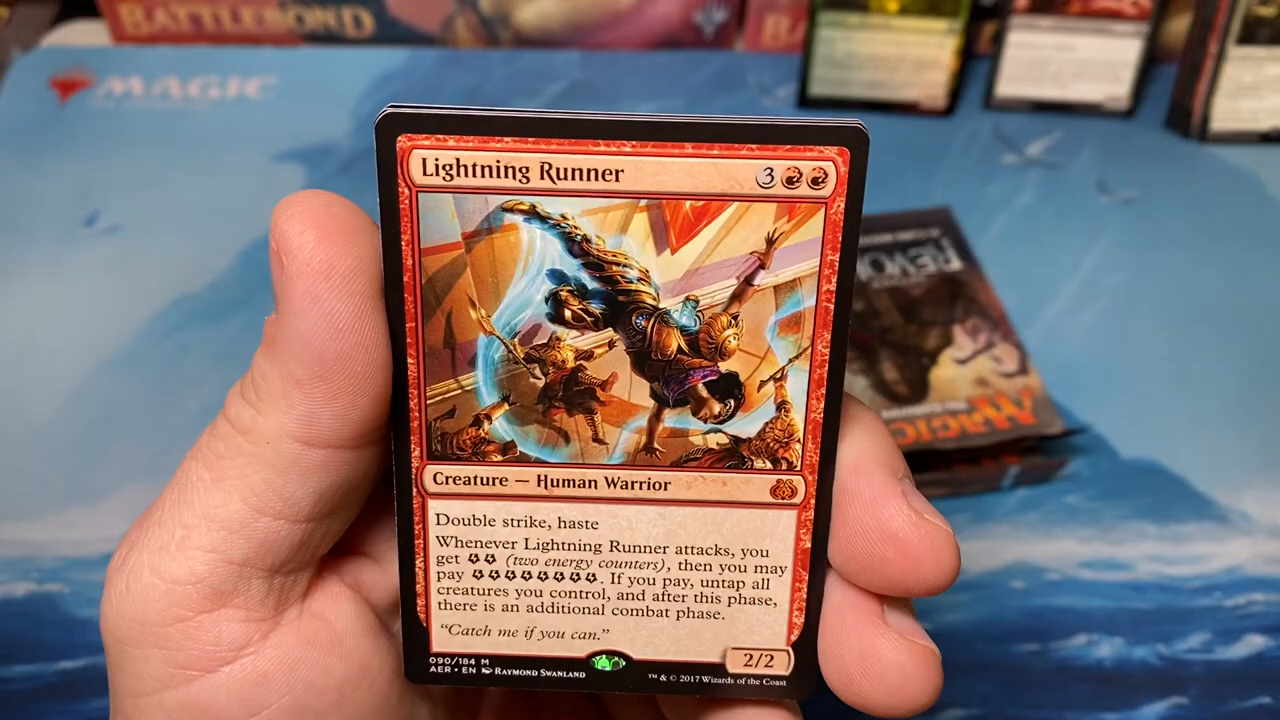 BATTLEBOND
MAGIC
Lightning Runner 3
Creature — Human Warrior
Double strike, haste
Whenever Lightning Runner attacks, you
get (two energy counters), then you may
pay . If you pay, untap all
creatures you control, and after this phase,
there is an additional combat phase.
“Catch me if you can.”
2/2
090/184 M
AER • EN RAYMOND SWANLAND
™ & © 2017 Wizards of the Coast
MAGIC